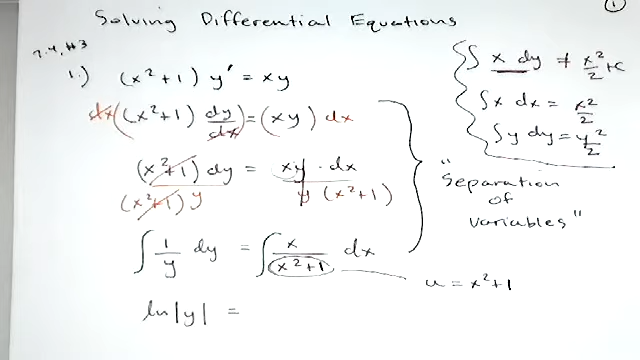 Solving Differential Equations
①
7.4, #3
1.) (x²+1) y' = xy
dx((x²+1) dy/dx) = (xy) dx
(x²+1) dy / (x²+1) y = xy · dx / y (x²+1)
∫ 1/y dy = ∫ x/(x²+1) dx
ln|y| =
∫ x dy ≠ x²/2 + c
∫ x dx = x²/2
∫ y dy = y²/2
"Separation
of
variables"
u = x²+1